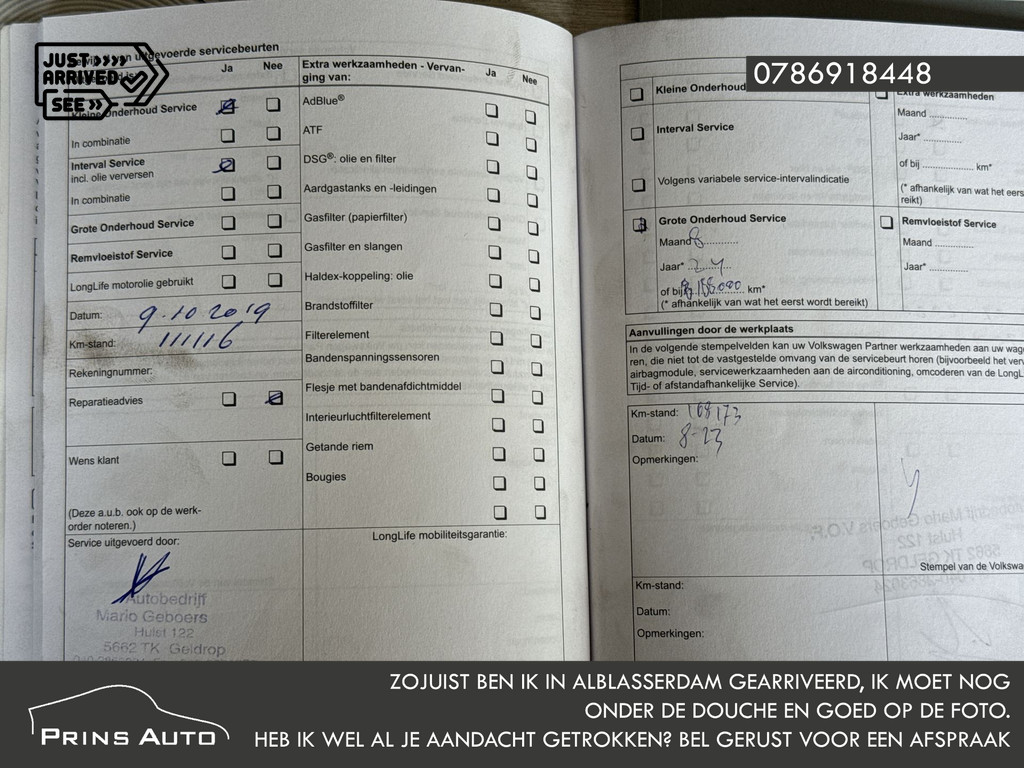 JUST
ARRIVED
SEE
uitgevoerde servicebeurten
Ja Nee
Kleine Onderhoud Service
In combinatie
Interval Service
incl. olie verversen
In combinatie
Grote Onderhoud Service
Remvloeistof Service
LongLife motorolie gebruikt
Datum: 9.10 2019
Km-stand: 111116
Rekeningnummer:
Reparatieadvies
Wens klant
(Deze a.u.b. ook op de werk-
order noteren.)
Service uitgevoerd door:
Autobedrijf
Mario Geboers
Hulst 122
5662 TK Geldrop
Extra werkzaamheden - Vervan-
ging van:
Ja Nee
AdBlue®
ATF
DSG®: olie en filter
Aardgastanks en -leidingen
Gasfilter (papierfilter)
Gasfilter en slangen
Haldex-koppeling: olie
Brandstoffilter
Filterelement
Bandenspanningssensoren
Flesje met bandenafdichtmiddel
Interieurluchtfilterelement
Getande riem
Bougies
LongLife mobiliteitsgarantie:
0786918448
Kleine Onderhoud
Interval Service
Volgens variabele service-intervalindicatie
Grote Onderhoud Service
Maand 8
Jaar* 24
of bij km*
(* afhankelijk van wat het eerst wordt bereikt)
Extra werkzaamheden
Maand ..............
Jaar* ..............
of bij .................... km*
(* afhankelijk van wat het eers
reikt)
Remvloeistof Service
Maand ..............
Jaar* ..............
Aanvullingen door de werkplaats
In de volgende stempelvelden kan uw Volkswagen Partner werkzaamheden aan uw wage
ren, die niet tot de vastgestelde omvang van de servicebeurt horen (bijvoorbeeld het ver
airbagmodule, servicewerkzaamheden aan de airconditioning, omcoderen van de LongL
Tijd- of afstandafhankelijke Service).
Km-stand: 168173
Datum: 8-23
Opmerkingen:
Stempel van de Volkswa
Km-stand:
Datum:
Opmerkingen:
PRINS AUTO
ZOJUIST BEN IK IN ALBLASSERDAM GEARRIVEERD, IK MOET NOG
ONDER DE DOUCHE EN GOED OP DE FOTO.
HEB IK WEL AL JE AANDACHT GETROKKEN? BEL GERUST VOOR EEN AFSPRAAK